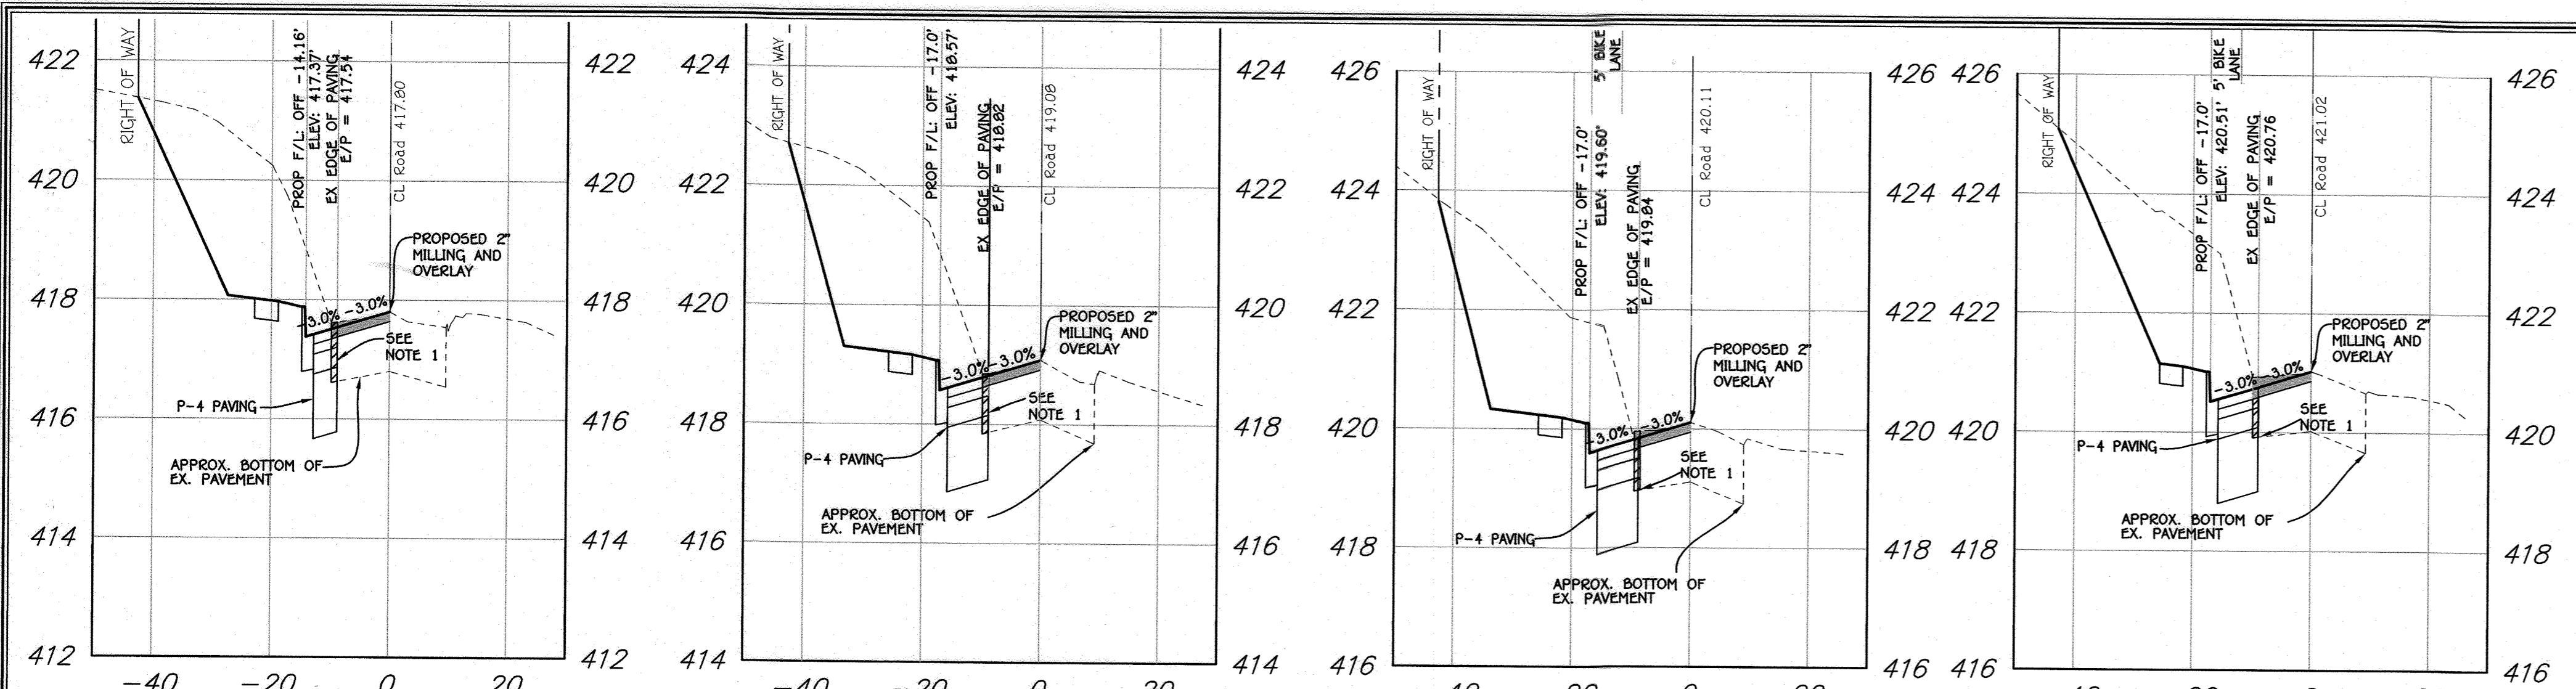 422
420
418
416
414
412
RIGHT OF WAY
PROP F/L: OFF -14.16'
ELEV: 417.37'
EX EDGE OF PAVING
E/P = 417.54
CL Road 417.80
PROPOSED 2"
MILLING AND
OVERLAY
-3.0%
-3.0%
SEE
NOTE 1
P-4 PAVING
APPROX. BOTTOM OF
EX. PAVEMENT
422
420
418
416
414
412
-40
-20
0
20
424
422
420
418
416
414
RIGHT OF WAY
PROP F/L: OFF -17.0'
ELEV: 418.57'
EX EDGE OF PAVING
E/P = 418.82
CL Road 419.08
PROPOSED 2"
MILLING AND
OVERLAY
-3.0%
-3.0%
SEE
NOTE 1
P-4 PAVING
APPROX. BOTTOM OF
EX. PAVEMENT
424
422
420
418
416
414
-40
-20
0
20
426
424
422
420
418
416
RIGHT OF WAY
PROP F/L: OFF -17.0'
ELEV: 419.60'
5' BIKE
LANE
EX EDGE OF PAVING
E/P = 419.84
CL Road 420.11
PROPOSED 2"
MILLING AND
OVERLAY
-3.0%
-3.0%
SEE
NOTE 1
P-4 PAVING
APPROX. BOTTOM OF
EX. PAVEMENT
426
424
422
420
418
416
426
424
422
420
418
416
RIGHT OF WAY
PROP F/L: OFF -17.0'
ELEV: 420.51'
5' BIKE
LANE
EX EDGE OF PAVING
E/P = 420.76
CL Road 421.02
PROPOSED 2"
MILLING AND
OVERLAY
-3.0%
-3.0%
SEE
NOTE 1
P-4 PAVING
APPROX. BOTTOM OF
EX. PAVEMENT
426
424
422
420
418
416